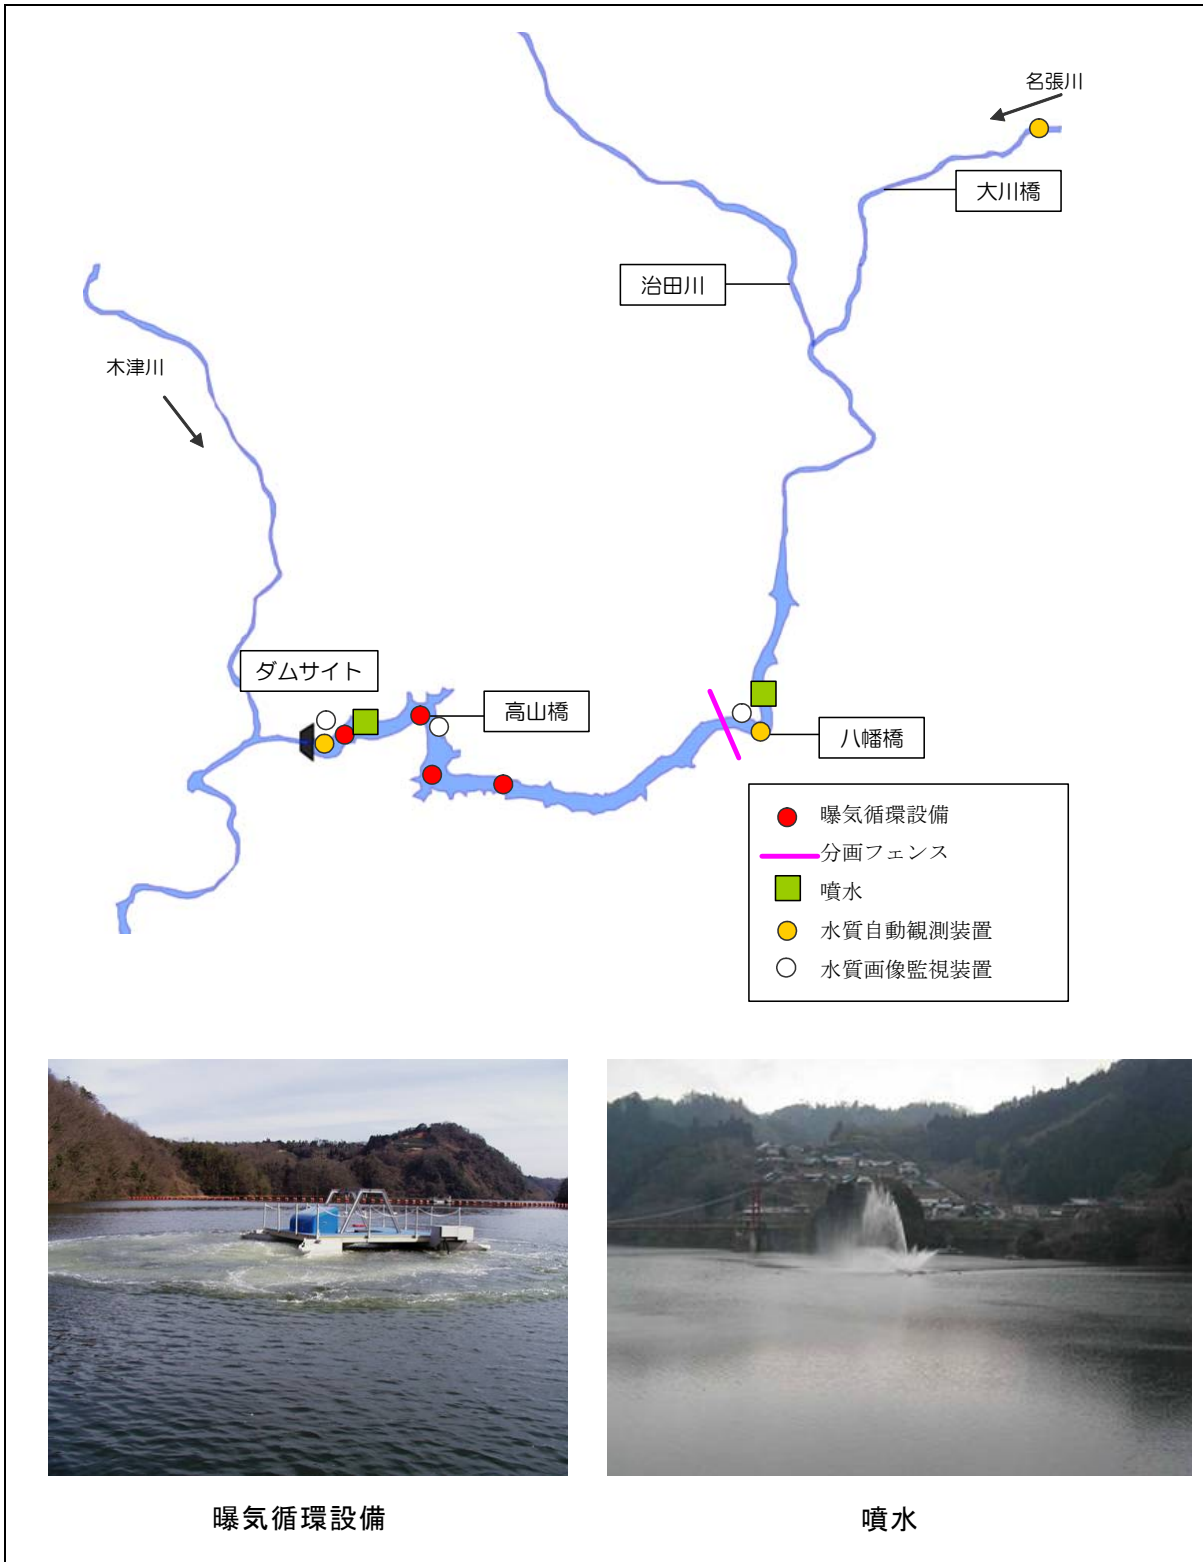 名張川
大川橋
治田川
木津川
ダムサイト
高山橋
八幡橋
曝気循環設備
分画フェンス
噴水
水質自動観測装置
水質画像監視装置
曝気循環設備
噴水